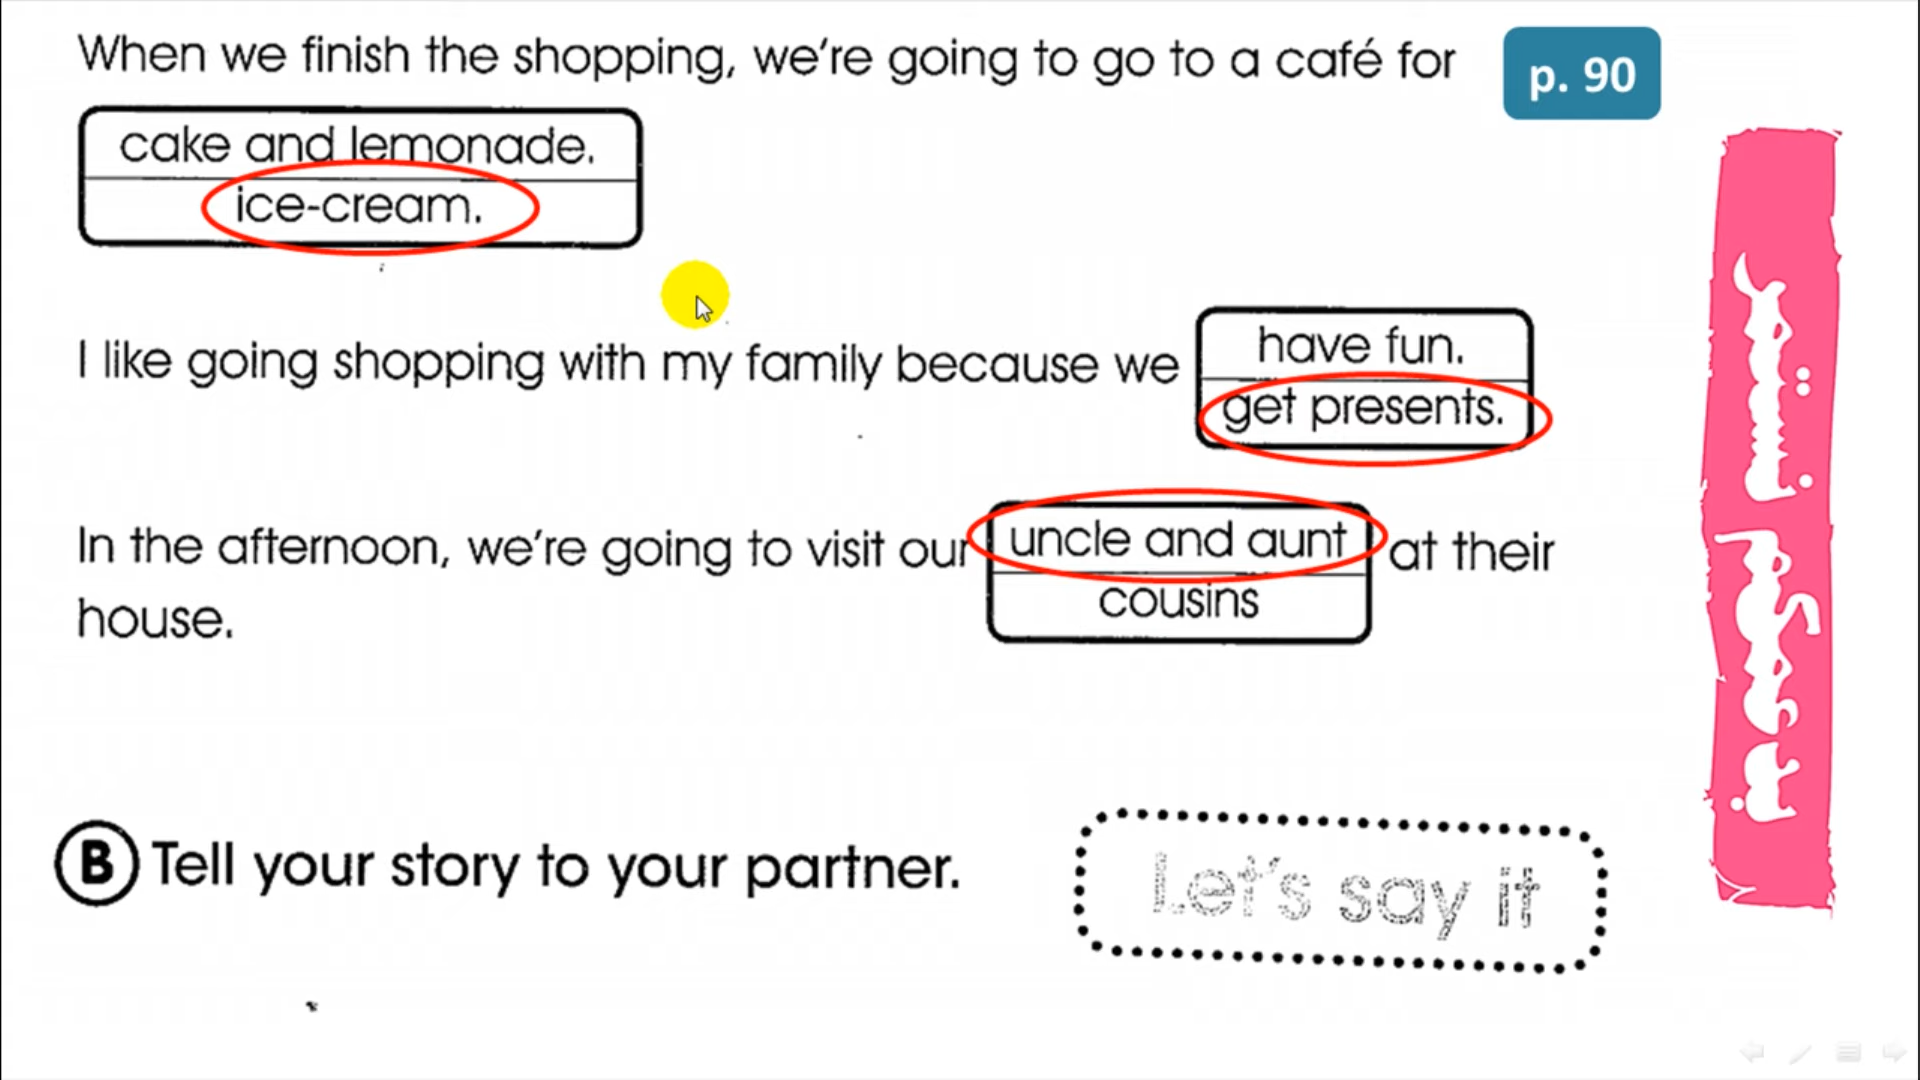 When we finish the shopping, we're going to go to a café for
p. 90
cake and lemonade.
ice-cream.
I like going shopping with my family because we
have fun.
get presents.
In the afternoon, we're going to visit our
uncle and aunt
cousins
at their
house.
B Tell your story to your partner.
Let's say it